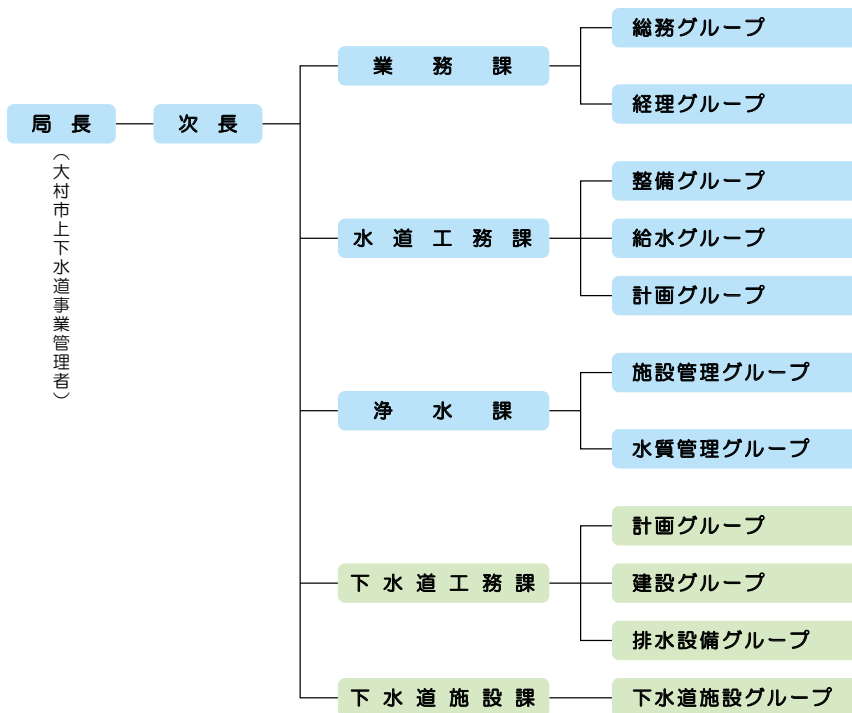 局長
(大村市上下水道事業管理者)
次長
業務課
総務グループ
経理グループ
水道工務課
整備グループ
給水グループ
計画グループ
浄水課
施設管理グループ
水質管理グループ
下水道工務課
計画グループ
建設グループ
排水設備グループ
下水道施設課
下水道施設グループ